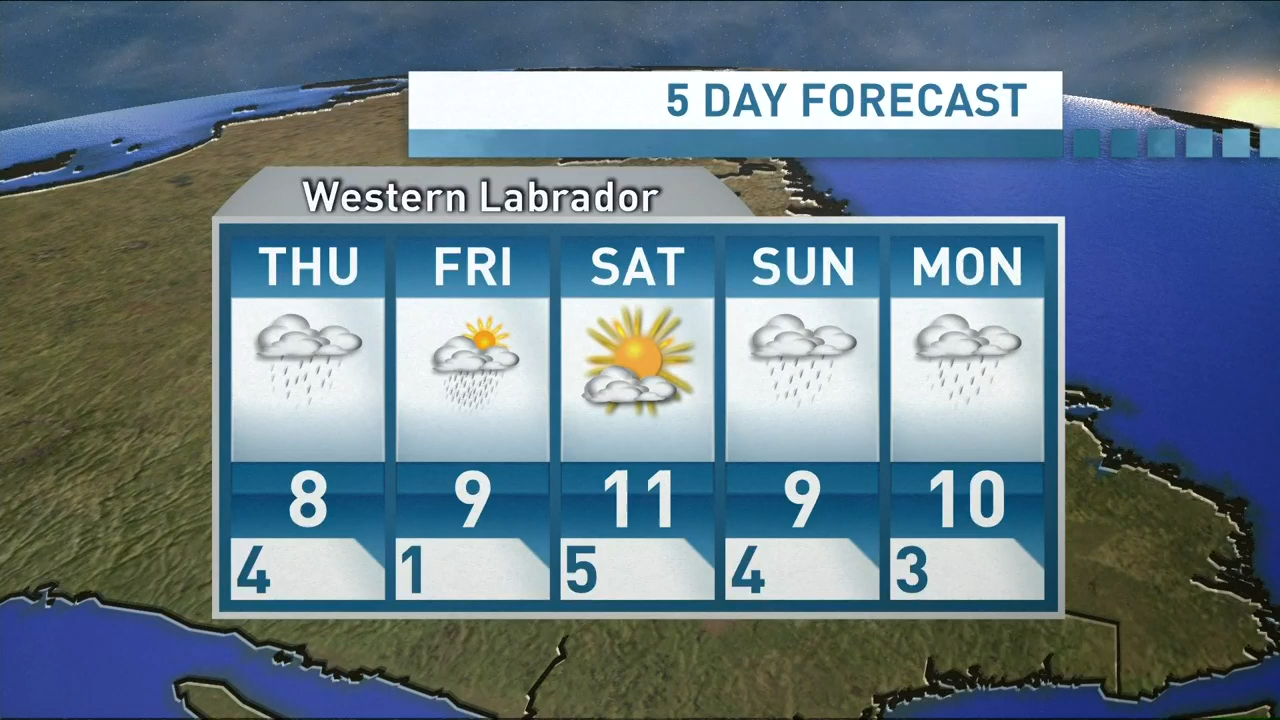 5 DAY FORECAST
Western Labrador
THU FRI SAT SUN MON
8 9 11 9 10
4 1 5 4 3